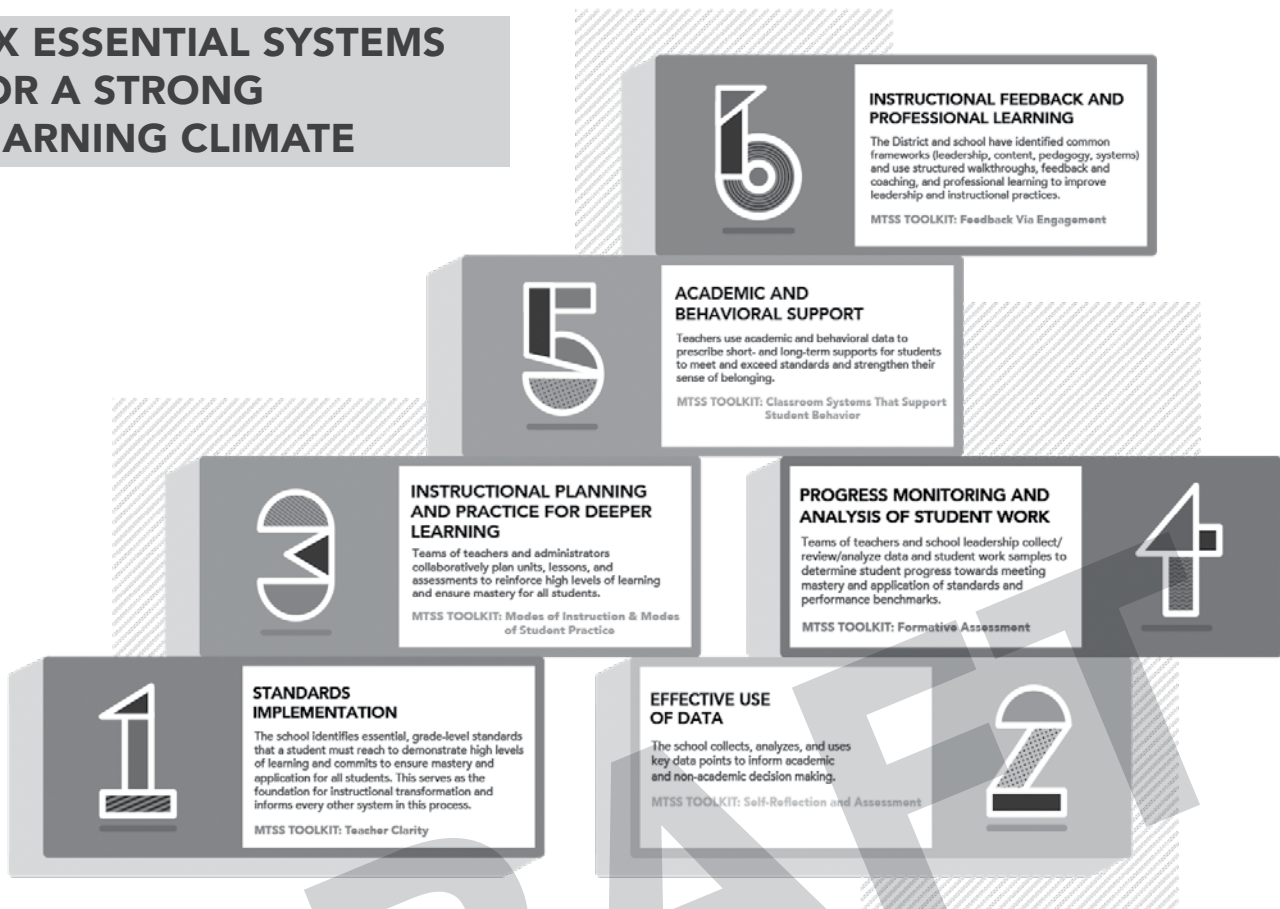 X ESSENTIAL SYSTEMS
OR A STRONG
ARNING CLIMATE
6
INSTRUCTIONAL FEEDBACK AND
PROFESSIONAL LEARNING
The District and school have identified common
frameworks (leadership, content, pedagogy, systems)
and use structured walkthroughs, feedback and
coaching, and professional learning to improve
leadership and instructional practices.
MTSS TOOLKIT: Feedback Via Engagement
5
ACADEMIC AND
BEHAVIORAL SUPPORT
Teachers use academic and behavioral data to
prescribe short- and long-term supports for students
to meet and exceed standards and strengthen their
sense of belonging.
MTSS TOOLKIT: Classroom Systems That Support
Student Behavior
3
INSTRUCTIONAL PLANNING
AND PRACTICE FOR DEEPER
LEARNING
Teams of teachers and administrators
collaboratively plan units, lessons, and
assessments to reinforce high levels of learning
and ensure mastery for all students.
MTSS TOOLKIT: Modes of Instruction & Modes
of Student Practice
PROGRESS MONITORING AND
ANALYSIS OF STUDENT WORK
Teams of teachers and school leadership collect/
review/analyze data and student work samples to
determine student progress towards meeting
mastery and application of standards and
performance benchmarks.
MTSS TOOLKIT: Formative Assessment
4
1
STANDARDS
IMPLEMENTATION
The school identifies essential, grade-level standards
that a student must reach to demonstrate high levels
of learning and commits to ensure mastery and
application for all students. This serves as the
foundation for instructional transformation and
informs every other system in this process.
MTSS TOOLKIT: Teacher Clarity
EFFECTIVE USE
OF DATA
The school collects, analyzes, and uses
key data points to inform academic
and non-academic decision making.
MTSS TOOLKIT: Self-Reflection and Assessment
2
RAFT